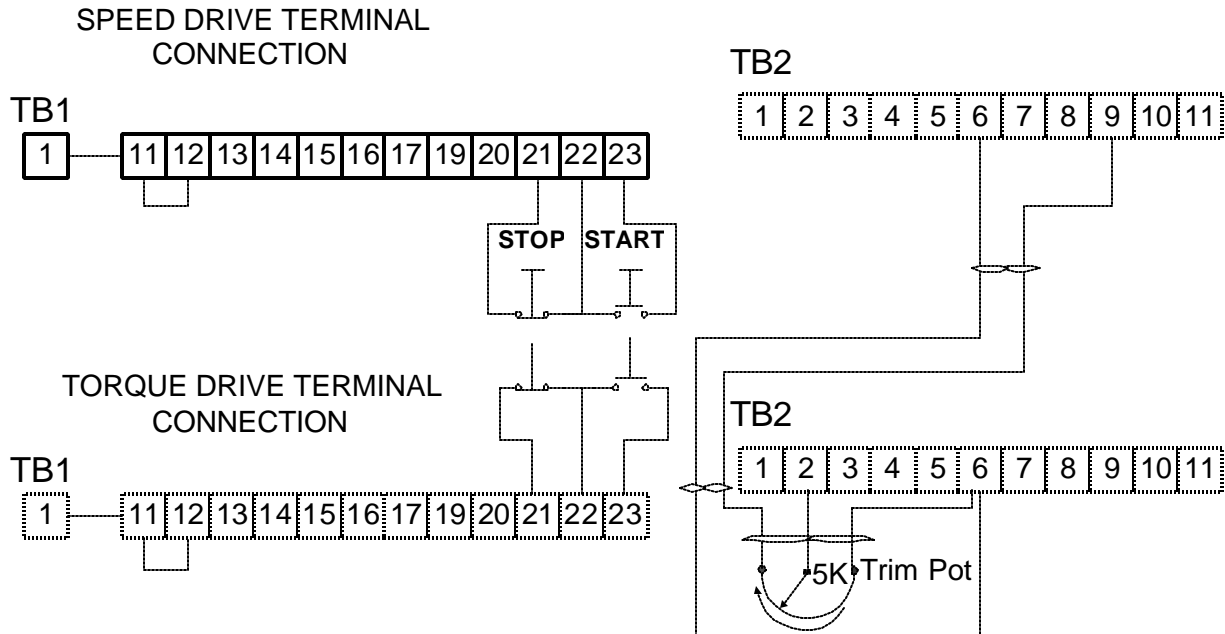 SPEED DRIVE TERMINAL
CONNECTION
TB1
1 11 12 13 14 15 16 17 19 20 21 22 23
STOP START
TB2
1 2 3 4 5 6 7 8 9 10 11
TORQUE DRIVE TERMINAL
CONNECTION
TB1
1 11 12 13 14 15 16 17 19 20 21 22 23
TB2
1 2 3 4 5 6 7 8 9 10 11
5K Trim Pot